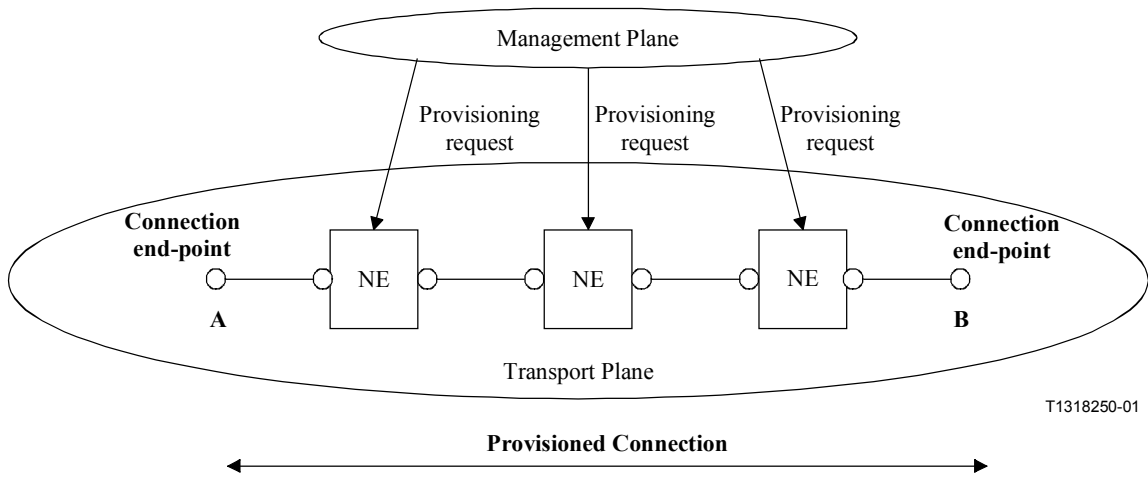 Management Plane
Provisioning
request
Provisioning
request
Provisioning
request
Connection
end-point
Connection
end-point
NE
NE
NE
A
B
Transport Plane
T1318250-01
Provisioned Connection